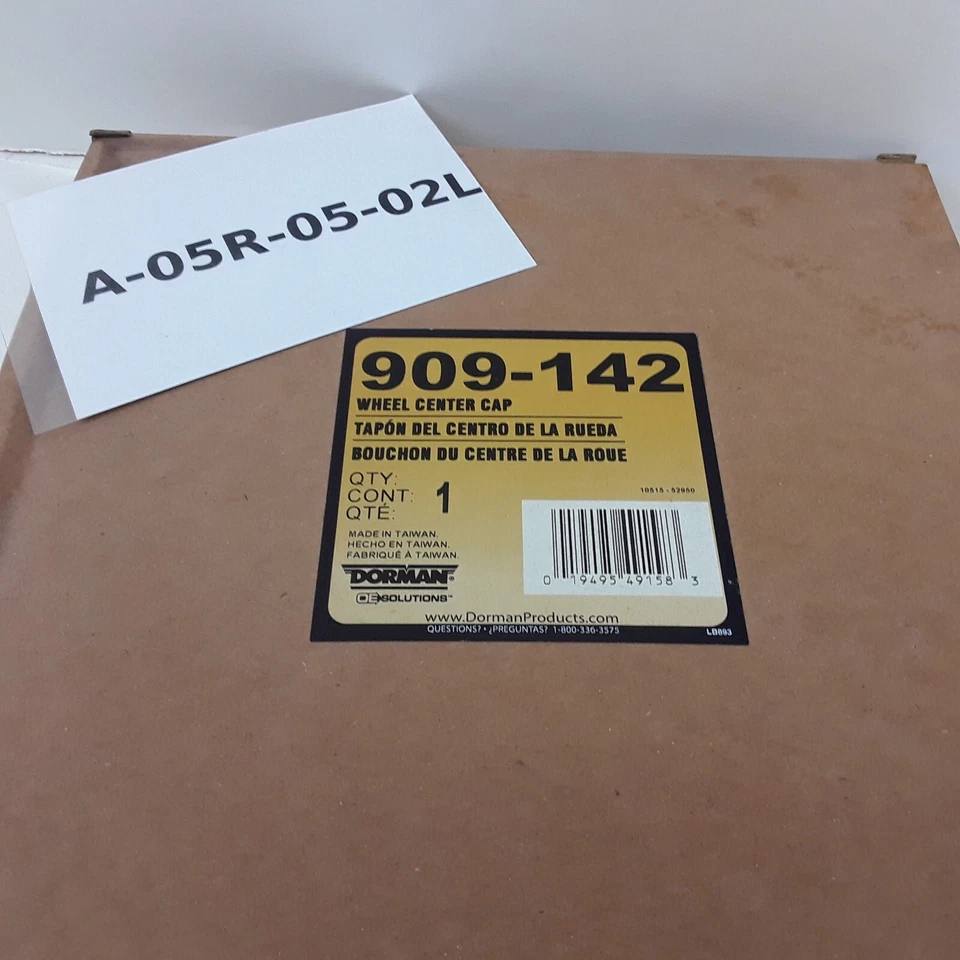 A-05R-05-02L
909-142
WHEEL CENTER CAP
TAPÓN DEL CENTRO DE LA RUEDA
BOUCHON DU CENTRE DE LA ROUE
QTY:
CONT: 1
QTÉ:
10515 - 52950
MADE IN TAIWAN.
HECHO EN TAIWAN.
FABRIQUÉ À TAIWAN.
DORMAN®
OE SOLUTIONS™
0 19495 49158 3
www.DormanProducts.com
QUESTIONS? • ¿PREGUNTAS? 1-800-336-3575
LB893